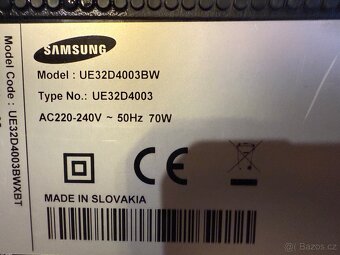 SAMSUNG
Model : UE32D4003BW
Type No.: UE32D4003
AC220-240V ~ 50Hz 70W
CE
MADE IN SLOVAKIA
Model Code : UE32D4003BWXBT
Bazos.cz